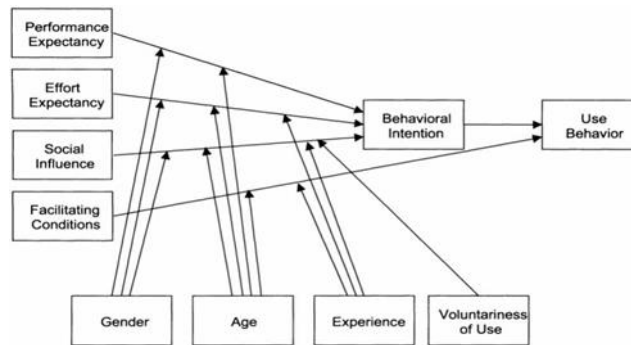 Performance
Expectancy
Effort
Expectancy
Social
Influence
Facilitating
Conditions
Behavioral
Intention
Use
Behavior
Gender
Age
Experience
Voluntariness
of Use